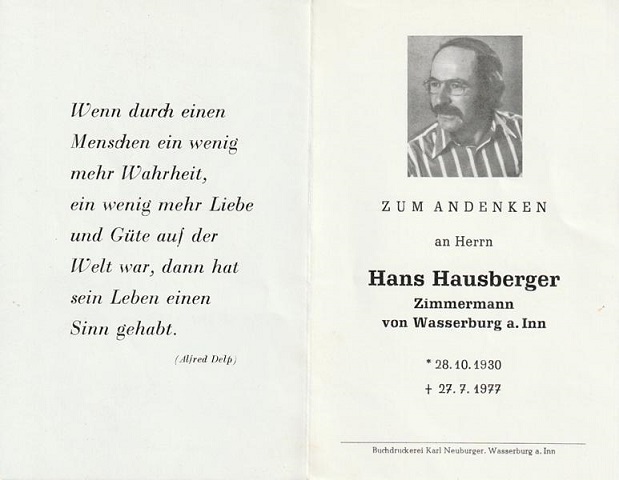 Wenn durch einen
Menschen ein wenig
mehr Wahrheit,
ein wenig mehr Liebe
und Güte auf der
Welt war, dann hat
sein Leben einen
Sinn gehabt.
(Alfred Delp)
ZUM ANDENKEN
an Herrn
Hans Hausberger
Zimmermann
von Wasserburg a. Inn
* 28. 10. 1930
† 27. 7. 1977
Buchdruckerei Karl Neuburger, Wasserburg a. Inn